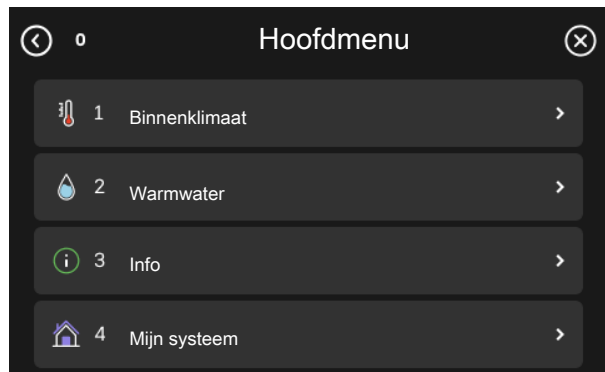 0 Hoofdmenu
1 Binnenklimaat
2 Warmwater
3 Info
4 Mijn systeem